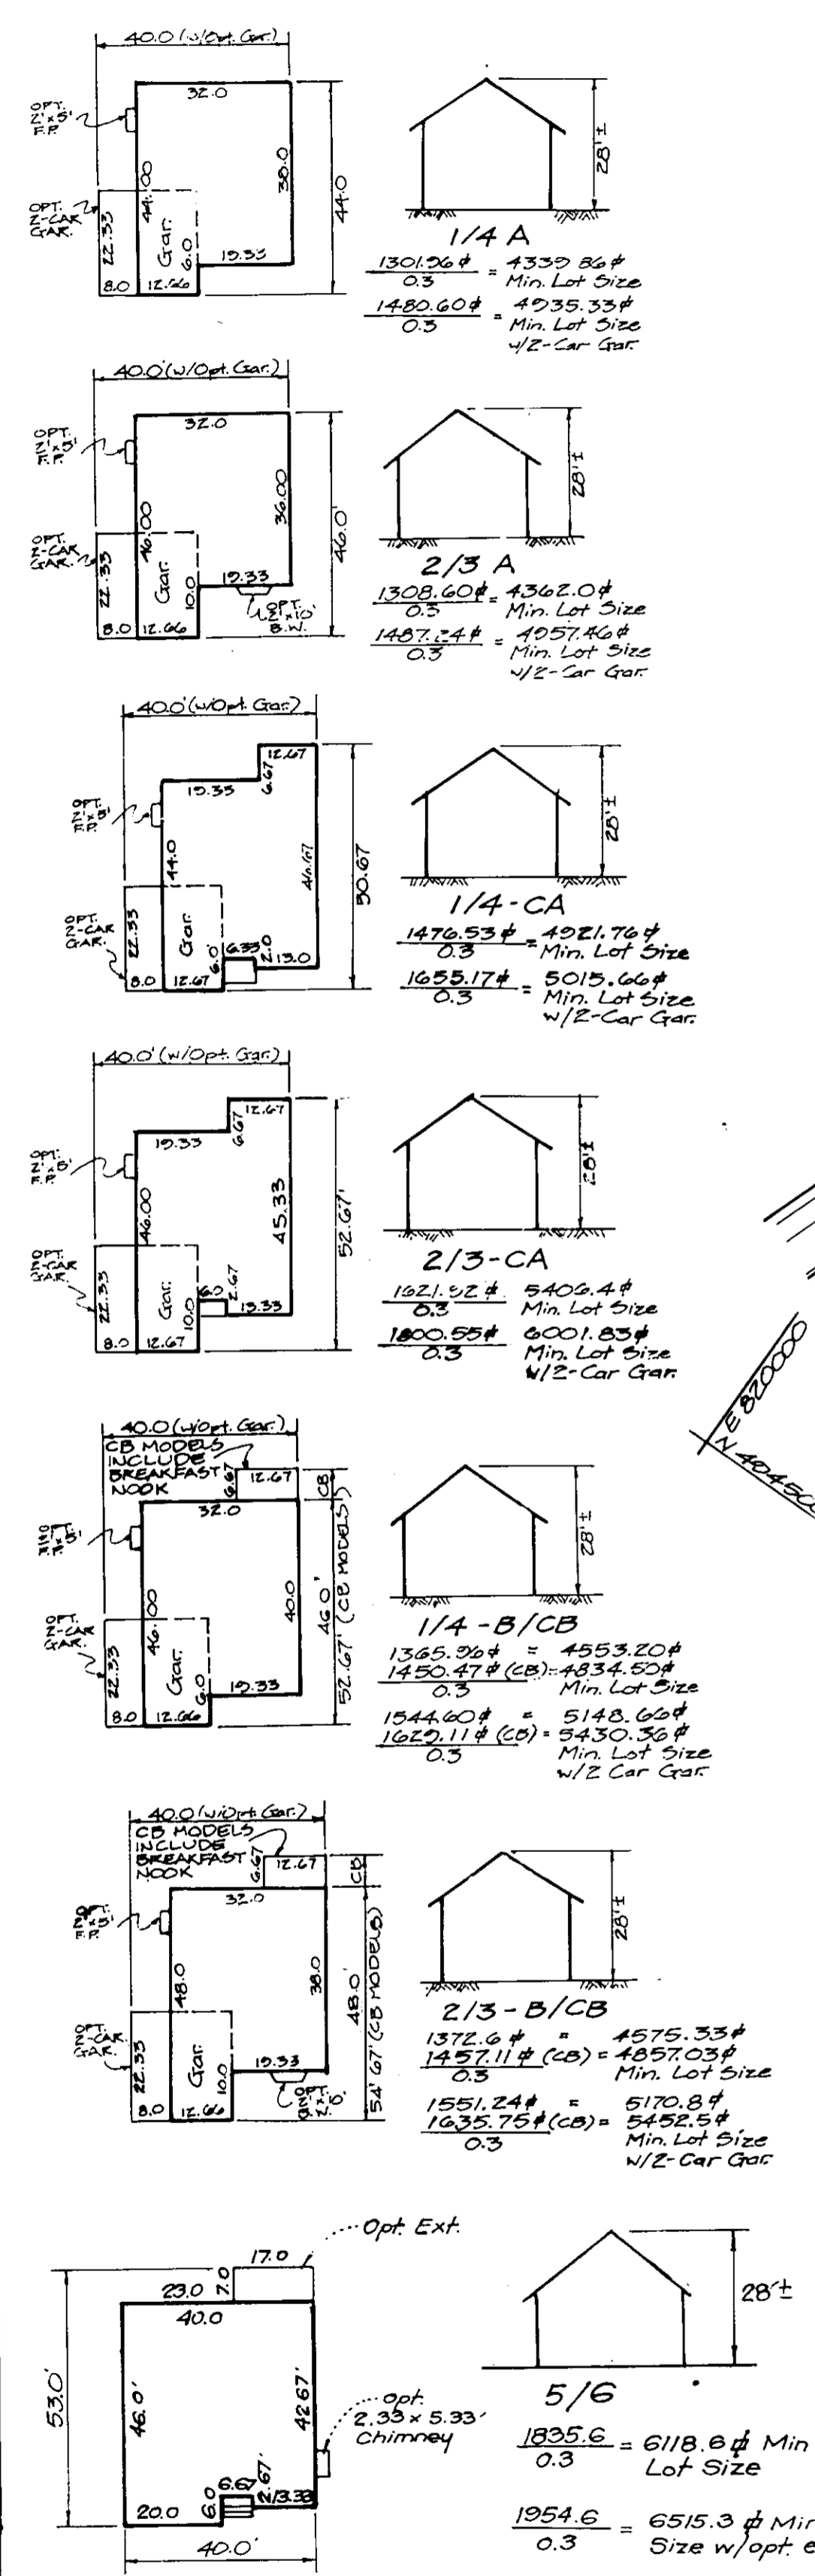 40.0 (w/Opt. Gar.)
32.0
OPT.
2'x5'
F.P.
44.00
38.0
44.0
OPT.
2-CAR
GAR.
22.33
Gar.
6.0
19.33
8.0
12.66
28'±
1/4 A
1301.96⌀ = 4339.86⌀
0.3 Min. Lot Size
1480.60⌀ = 4935.33⌀
0.3 Min. Lot Size
w/2-Car Gar.
40.0'(w/Opt. Gar.)
32.0
OPT.
2'x5'
F.P.
46.00
36.00
46.0'
OPT.
2-CAR
GAR.
22.33
Gar.
10.0
19.33
8.0
12.66
OPT.
2'x10'
B.W.
28'±
2/3 A
1308.60⌀ = 4362.0⌀
0.3 Min. Lot Size
1487.24⌀ = 4957.46⌀
0.3 Min. Lot Size
w/2-Car Gar.
40.0'(w/Opt. Gar.)
12.67
6.67
19.33
OPT.
2'x5'
F.P.
44.0
46.67
50.67
OPT.
2-CAR
GAR.
22.33
Gar.
6.0'
6.33
2.0
13.0
8.0
12.67
28'±
1/4-CA
1476.53⌀ = 4921.76⌀
0.3 Min. Lot Size
1655.17⌀ = 5015.66⌀
0.3 Min. Lot Size
w/2-Car Gar.
40.0'(w/Opt. Gar.)
12.67
6.67
19.33
OPT.
2'x5'
F.P.
46.00
45.33
52.67'
OPT.
2-CAR
GAR.
22.33
Gar.
10.0
6.0
2.67
13.33
8.0
12.67
28'±
2/3-CA
1621.92⌀ 5406.4⌀
0.3 Min. Lot Size
1800.55⌀ 6001.83⌀
0.3 Min. Lot Size
w/2-Car Gar.
E 820000
N 404500
40.0 (w/Opt. Gar.)
CB MODELS
INCLUDE
BREAKFAST
NOOK
6.67
12.67
CB
32.0
46.00
40.0
46.0'
52.67' (CB MODELS)
OPT.
2-CAR
GAR.
22.33
Gar.
6.0
19.33
8.0
12.66
28'±
1/4 -B/CB
1365.96⌀ = 4553.20⌀
1450.47⌀ (CB) = 4834.50⌀
0.3 Min. Lot Size
1544.60⌀ = 5148.66⌀
1629.11⌀ (CB) = 5430.36⌀
0.3 Min. Lot Size
w/2 Car Gar.
40.0 (w/Opt. Gar.)
CB MODELS
INCLUDE
BREAKFAST
NOOK
6.67
12.67
CB
32.0
OPT.
2'x5'
F.P.
48.0
38.0
48.0'
54'67' (CB MODELS)
OPT.
2-CAR
GAR.
22.33
Gar.
10.0
19.33
8.0
12.66
OPT.
28'±
2/3-B/CB
1372.6⌀ = 4575.33⌀
1457.11⌀ (CB) = 4857.03⌀
0.3 Min. Lot Size
1551.24⌀ = 5170.8⌀
1635.75⌀ (CB) = 5452.5⌀
0.3 Min. Lot Size
w/2-Car Gar.
Opt. Ext.
17.0
7.0
23.0
40.0
53.0'
46.0'
42.67'
Opt.
2.33 x 5.33'
Chimney
6.67
2.67'
6.0
13.33
20.0
40.0'
28'±
5/6
1835.6 = 6118.6⌀ Min
0.3 Lot Size
1954.6 = 6515.3⌀ Min
0.3 Size w/opt.